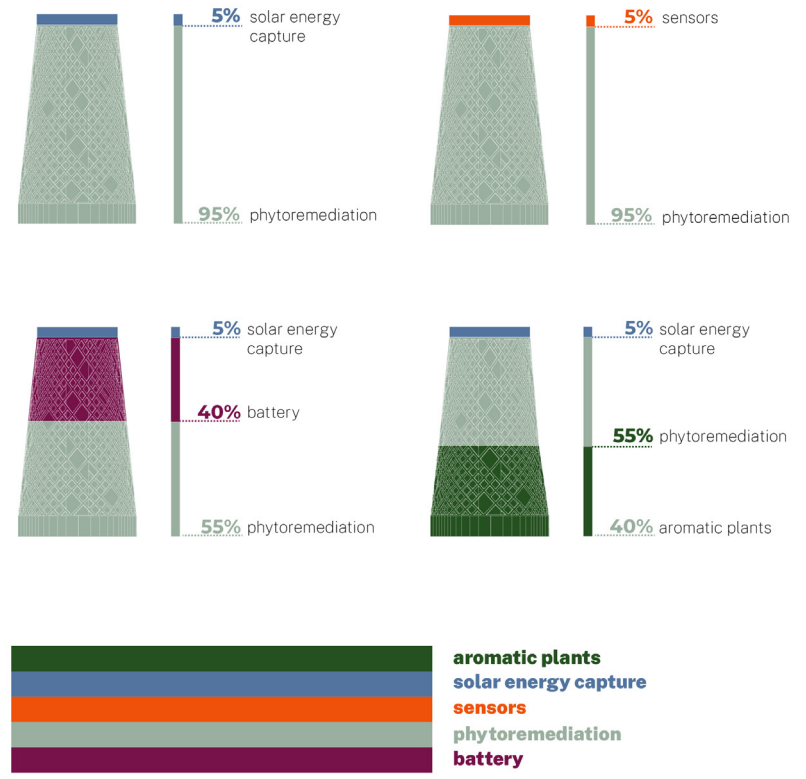 5% solar energy
capture
95% phytoremediation
5% sensors
95% phytoremediation
5% solar energy
capture
40% battery
55% phytoremediation
5% solar energy
capture
55% phytoremediation
40% aromatic plants
aromatic plants
solar energy capture
sensors
phytoremediation
battery